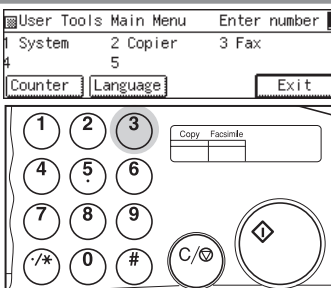 User Tools Main Menu Enter number
1 System 2 Copier 3 Fax
4 5
Counter Language Exit
Copy Facsimile
1 2 3
4 5 6
7 8 9
·/* 0 #
C/